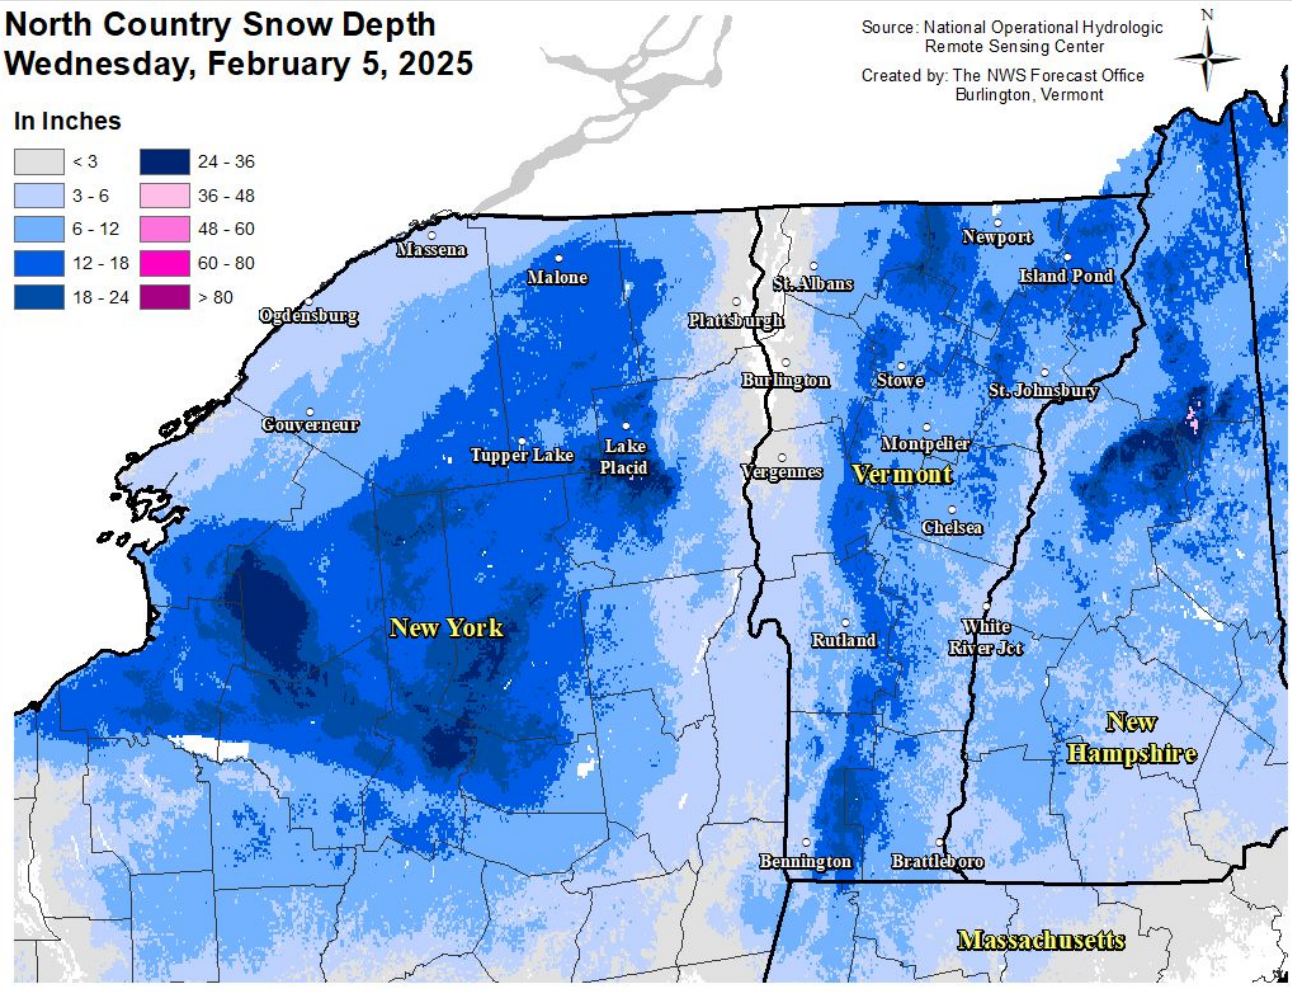 North Country Snow Depth
Wednesday, February 5, 2025
Source: National Operational Hydrologic
Remote Sensing Center
Created by: The NWS Forecast Office
Burlington, Vermont
N
In Inches
< 3
24 - 36
3 - 6
36 - 48
6 - 12
48 - 60
12 - 18
60 - 80
18 - 24
> 80
Massena
Malone
Ogdensburg
Newport
Island Pond
St. Albans
Plattsburgh
Burlington
Stowe
St. Johnsbury
Gouverneur
Tupper Lake
Lake
Placid
Montpelier
Vergennes
Vermont
Chelsea
New York
Rutland
White
River Jct
New
Hampshire
Bennington
Brattleboro
Massachusetts